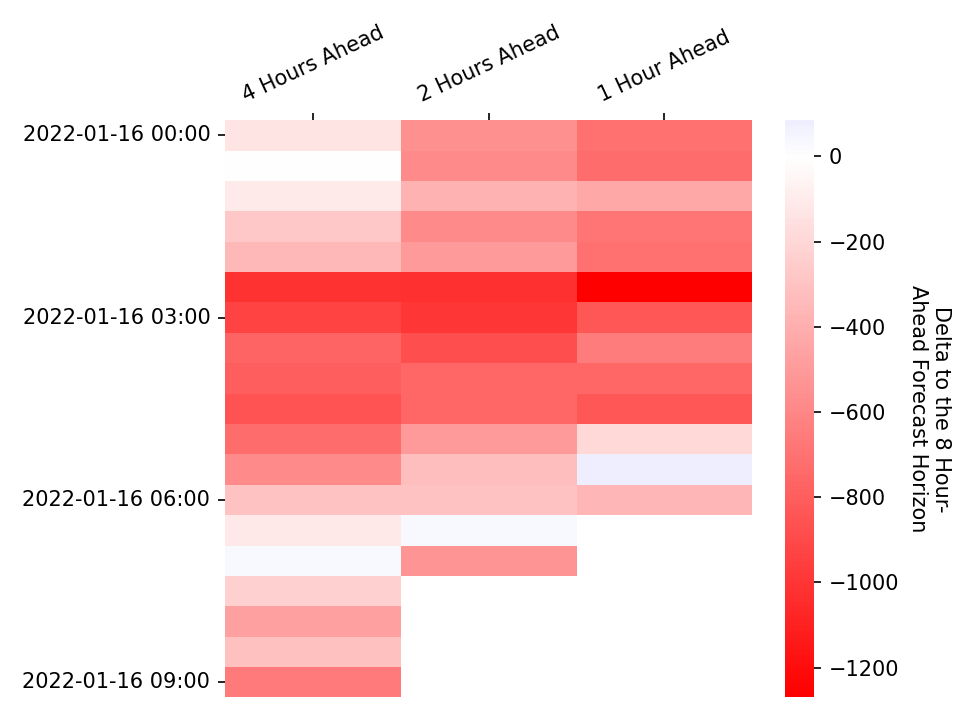 4 Hours Ahead
2 Hours Ahead
1 Hour Ahead
2022-01-16 00:00
2022-01-16 03:00
2022-01-16 06:00
2022-01-16 09:00
0
−200
−400
−600
−800
−1000
−1200
Delta to the 8 Hour-
Ahead Forecast Horizon